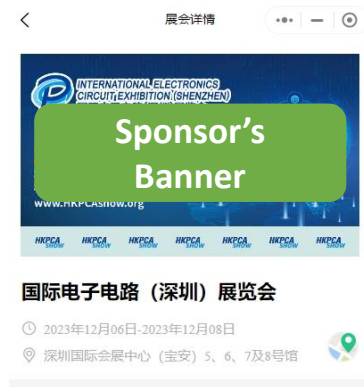 展会详情
INTERNATIONAL ELECTRONICS
CIRCUIT EXHIBITION (SHENZHEN)
Sponsor's
Banner
www.HKPCAshow.org
HKPCA SHOW HKPCA SHOW HKPCA SHOW HKPCA SHOW HKPCA SHOW HKPCA SHOW HKPCA SHOW
国际电子电路（深圳）展览会
2023年12月06日-2023年12月08日
深圳国际会展中心（宝安）5、6、7及8号馆